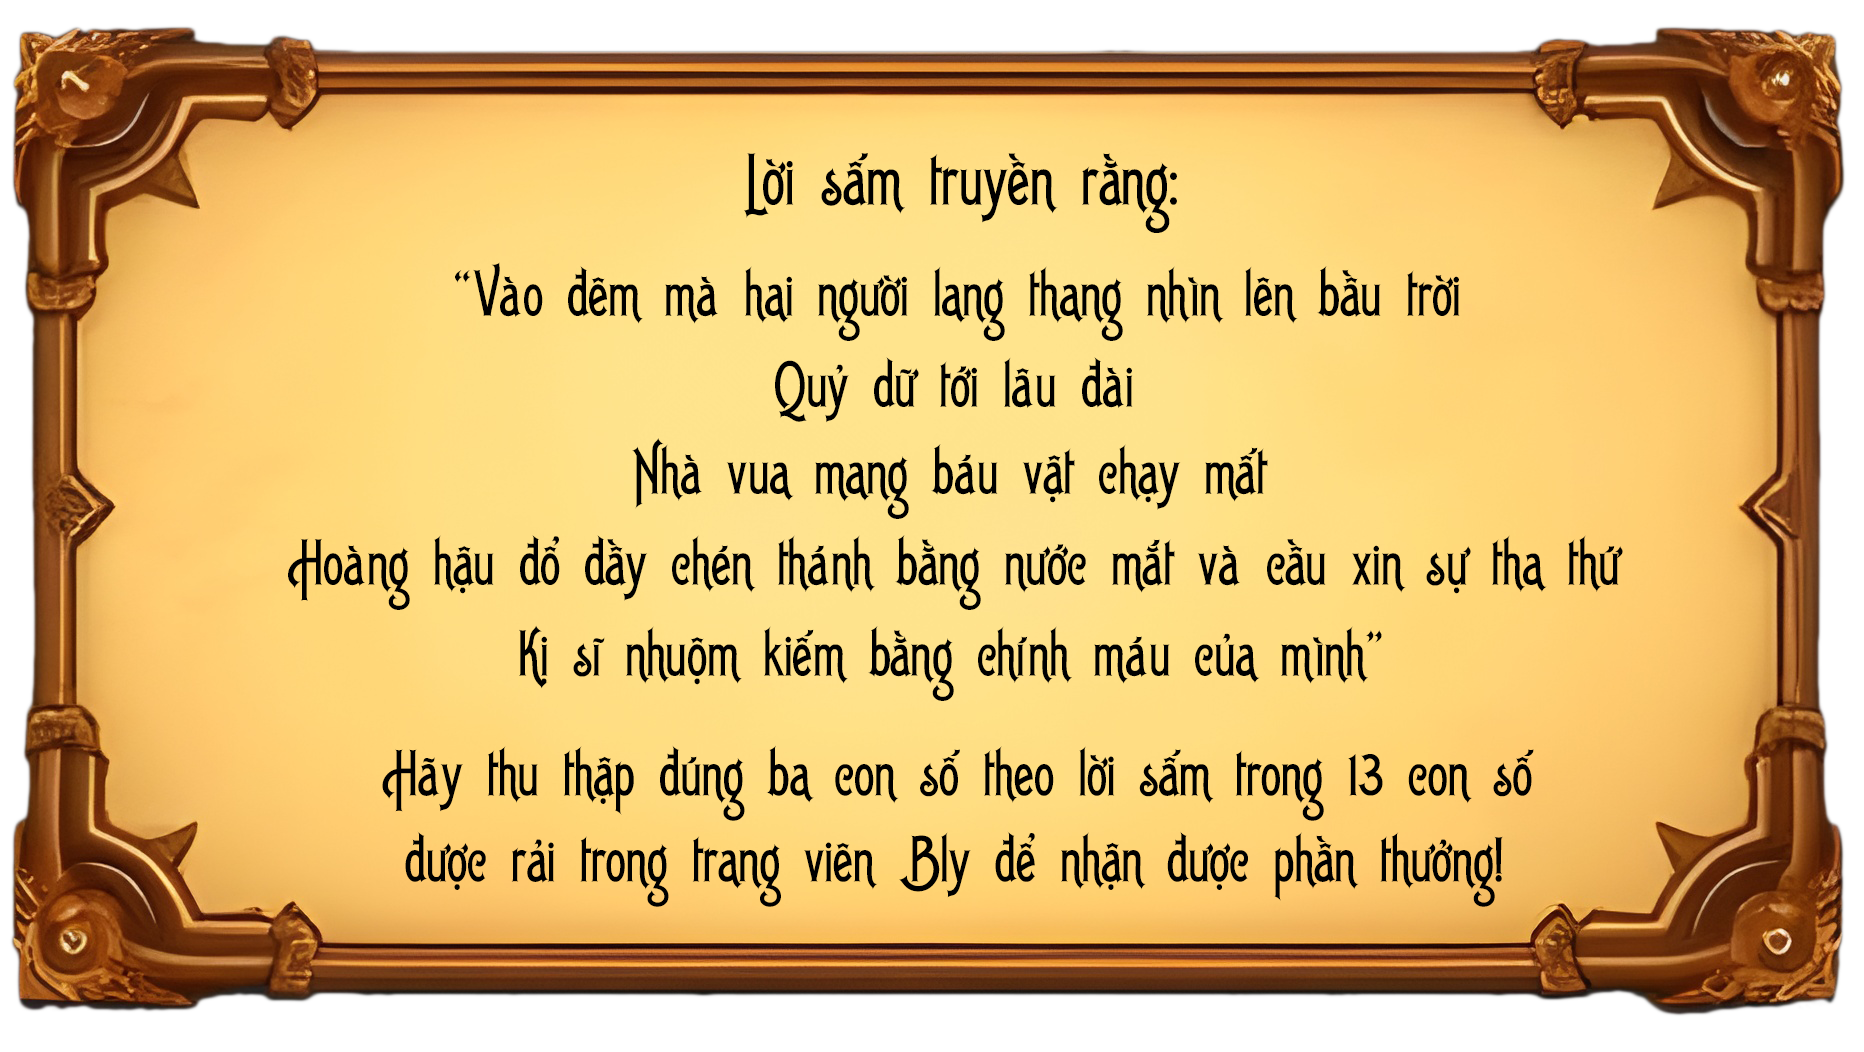 Lời sấm truyền rằng:
“Vào đêm mà hai người lang thang nhìn lên bầu trời
Quỷ dữ tới lâu đài
Nhà vua mang báu vật chạy mất
Hoàng hậu đổ đầy chén thánh bằng nước mắt và cầu xin sự tha thứ
Kị sĩ nhuộm kiếm bằng chính máu của mình”
Hãy thu thập đúng ba con số theo lời sấm trong 13 con số
được rải trong trang viên Bly để nhận được phần thưởng!